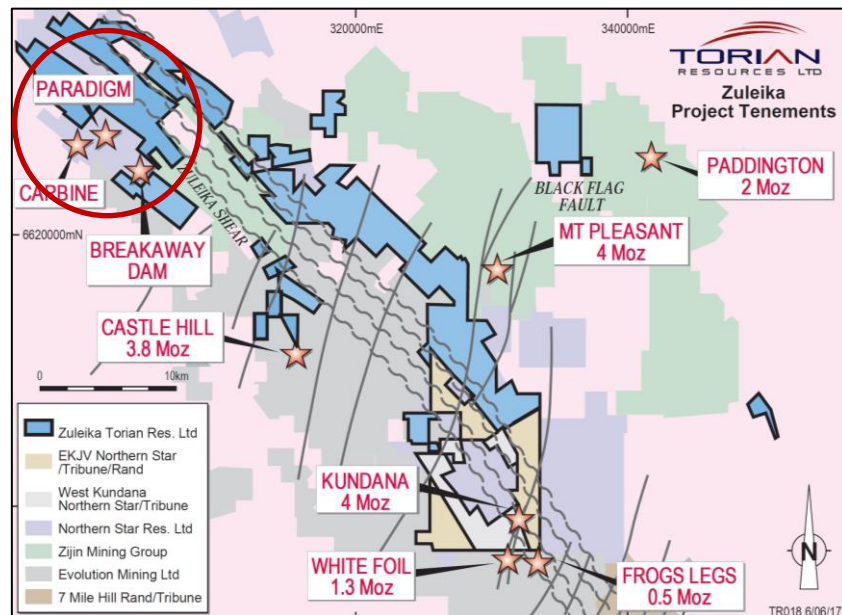 320000mE
340000mE
TORIAN
RESOURCES LTD
Zuleika
Project Tenements
PARADIGM
CARBINE
BREAKAWAY
DAM
ZULEIKA SHEAR
BLACK FLAG
FAULT
PADDINGTON
2 Moz
6620000mN
MT PLEASANT
4 Moz
CASTLE HILL
3.8 Moz
0
10km
Zuleika Torian Res. Ltd
EKJV Northern Star
/Tribune/Rand
West Kundana
Northern Star/Tribune
Northern Star Res. Ltd
Zijin Mining Group
Evolution Mining Ltd
7 Mile Hill Rand/Tribune
KUNDANA
4 Moz
WHITE FOIL
1.3 Moz
FROGS LEGS
0.5 Moz
N
TR018 6/06/17